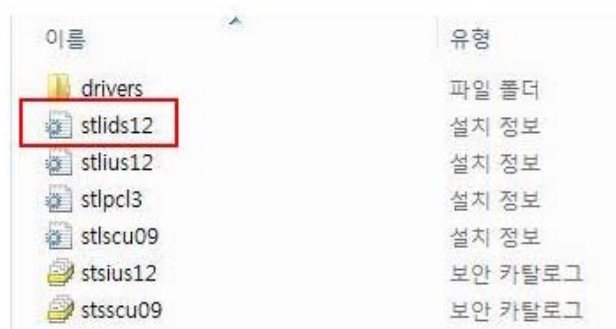 이름 유형
drivers 파일 폴더
stlids12 설치 정보
stlius12 설치 정보
stlpcl3 설치 정보
stlscu09 설치 정보
stsius12 보안 카탈로그
stsscu09 보안 카탈로그